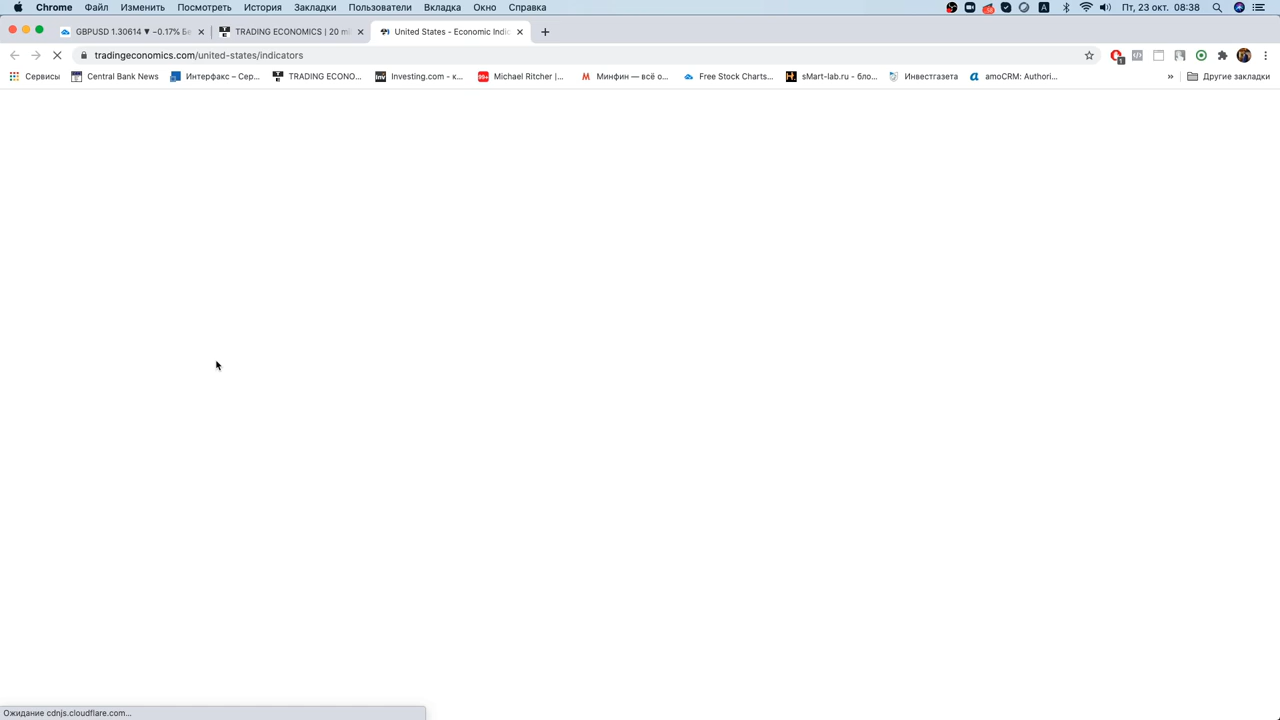 Chrome Файл Изменить Посмотреть История Закладки Пользователи Вкладка Окно Справка Пт, 23 окт. 08:38
GBPUSD 1.30614 ▼ −0.17% Бе TRADING ECONOMICS | 20 mi United States - Economic Indic
tradingeconomics.com/united-states/indicators
Сервисы Central Bank News Интерфакс – Сер... TRADING ECONO... Investing.com - к... Michael Ritcher |... Минфин — всё о... Free Stock Charts... sMart-lab.ru - бло... Инвестгазета amoCRM: Authori... » Другие закладки
Ожидание cdnjs.cloudflare.com...